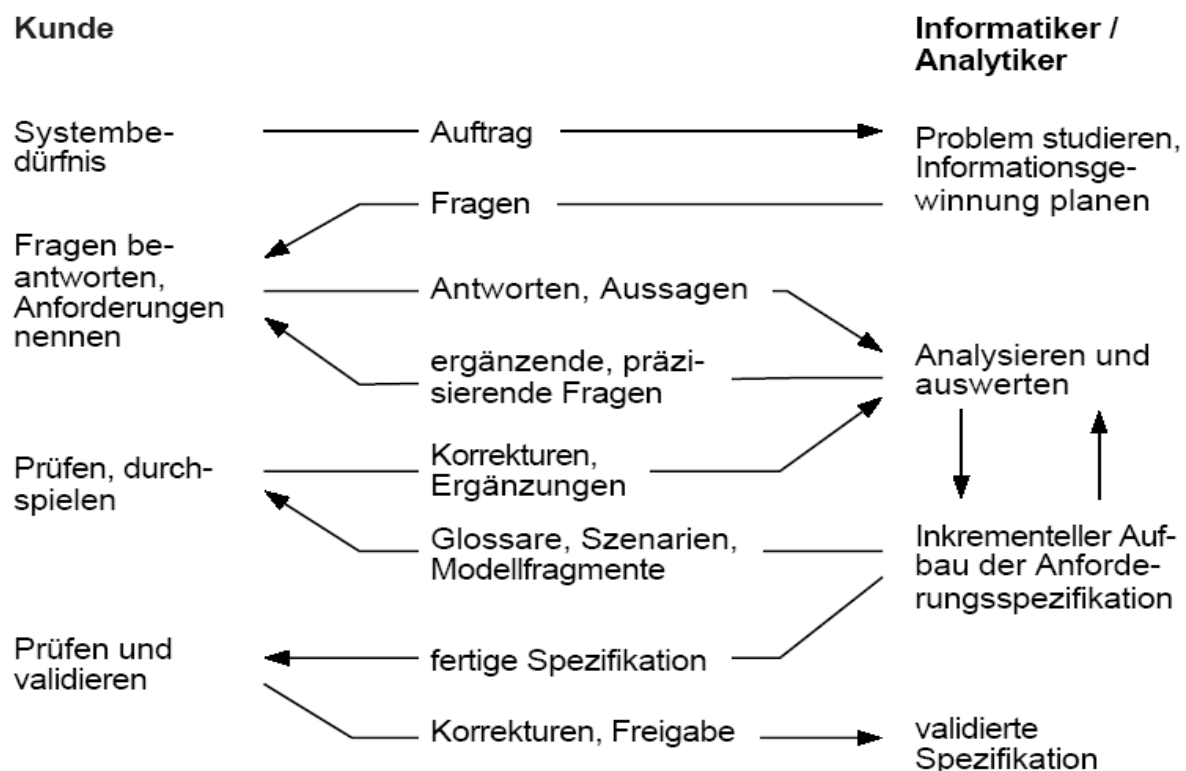 Kunde
Informatiker /
Analytiker
Systembe-
dürfnis
Auftrag
Problem studieren,
Informationsge-
winnung planen
Fragen
Fragen be-
antworten,
Anforderungen
nennen
Antworten, Aussagen
ergänzende, präzi-
sierende Fragen
Analysieren und
auswerten
Prüfen, durch-
spielen
Korrekturen,
Ergänzungen
Glossare, Szenarien,
Modellfragmente
Inkrementeller Auf-
bau der Anforde-
rungsspezifikation
Prüfen und
validieren
fertige Spezifikation
Korrekturen, Freigabe
validierte
Spezifikation